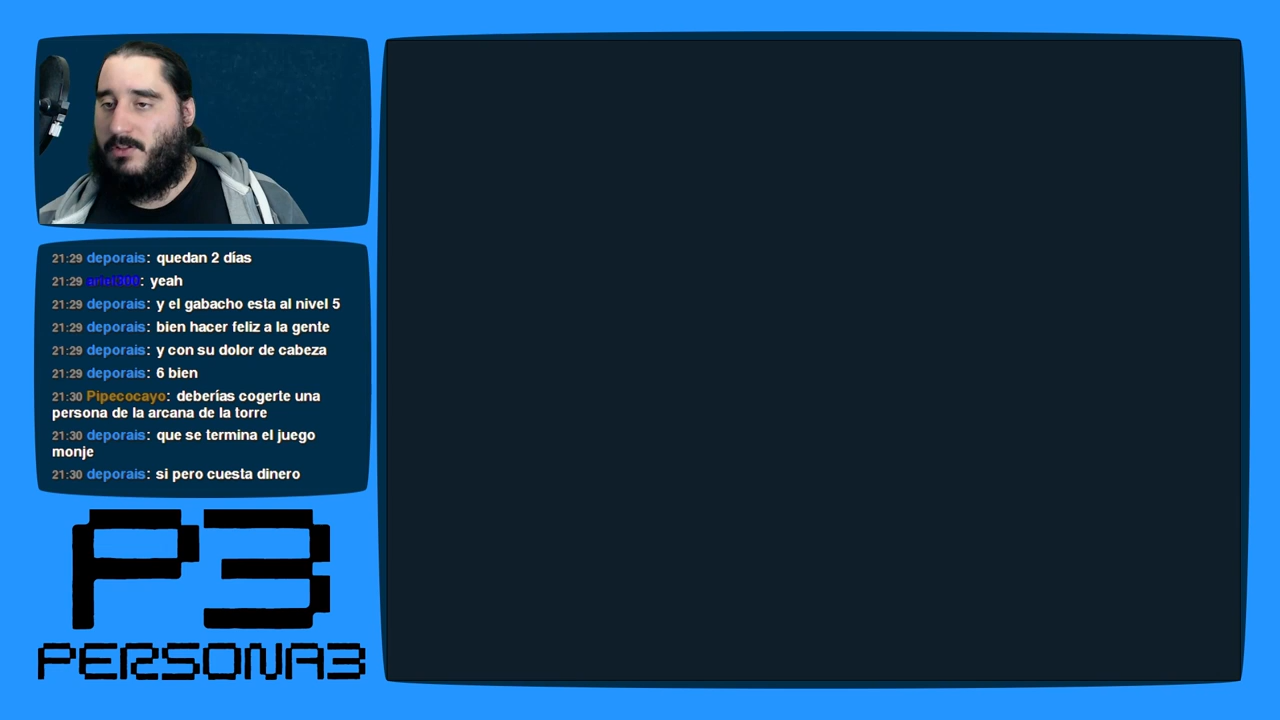 21:29 deporais: quedan 2 días
21:29 : yeah
21:29 deporais: y el gabacho esta al nivel 5
21:29 deporais: bien hacer feliz a la gente
21:29 deporais: y con su dolor de cabeza
21:29 deporais: 6 bien
21:30 Pipecocayo: deberías cogerte una
persona de la arcana de la torre
21:30 deporais: que se termina el juego
monje
21:30 deporais: si pero cuesta dinero
P3
PERSONA3